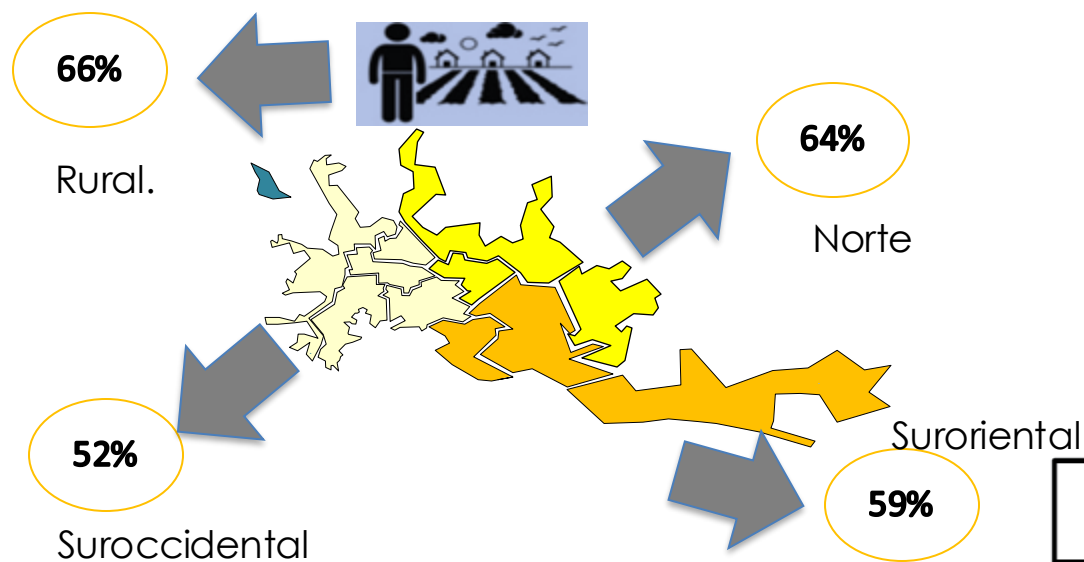 66%
Rural.
64%
Norte
52%
Suroccidental
Suroriental
59%